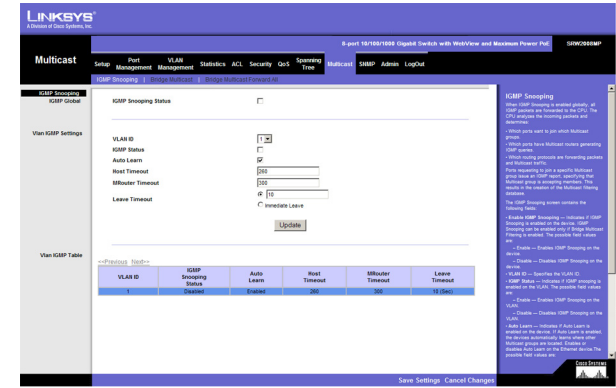 LINKSYS®
A Division of Cisco Systems, Inc.
8-port 10/100/1000 Gigabit Switch with WebView and Maximum Power PoE
SRW2008MP
Multicast
Setup
Port Management
VLAN Management
Statistics
ACL
Security
QoS
Spanning Tree
Multicast
SNMP
Admin
LogOut
IGMP Snooping | Bridge Multicast | Bridge Multicast Forward All
IGMP Snooping
IGMP Global
IGMP Snooping Status
Vlan IGMP Settings
VLAN ID
1
IGMP Status
Auto Learn
Host Timeout
260
MRouter Timeout
300
Leave Timeout
10
Immediate Leave
Update
Vlan IGMP Table
<<Previous Next>>
VLAN ID
IGMP Snooping Status
Auto Learn
Host Timeout
MRouter Timeout
Leave Timeout
1
Disabled
Enabled
260
300
10 (Sec)
IGMP Snooping
When IGMP Snooping is enabled globally, all
IGMP packets are forwarded to the CPU. The
CPU analyzes the incoming packets and
determines:
- Which ports want to join which Multicast
groups.
- Which ports have Multicast routers generating
IGMP queries.
- Which routing protocols are forwarding packets
and Multicast traffic.
Ports requesting to join a specific Multicast
group issue an IGMP report, specifying that
Multicast group is accepting members. This
results in the creation of the Multicast filtering
database.
The IGMP Snooping screen contains the
following fields:
- Enable IGMP Snooping — Indicates if IGMP
Snooping is enabled on the device. IGMP
Snooping can be enabled only if Bridge Multicast
Filtering is enabled. The possible field values
are:
– Enable — Enables IGMP Snooping on the
device.
– Disable — Disables IGMP Snooping on the
device.
- VLAN ID — Specifies the VLAN ID.
- IGMP Status — Indicates if IGMP snooping is
enabled on the VLAN. The possible field values
are:
– Enable — Enables IGMP Snooping on the
VLAN.
– Disable — Disables IGMP Snooping on the
VLAN.
- Auto Learn — Indicates if Auto Learn is
enabled on the device. If Auto Learn is enabled,
the devices automatically learns where other
Multicast groups are located. Enables or
disables Auto Learn on the Ethernet device. The
possible field values are:
Save Settings
Cancel Changes
CISCO SYSTEMS